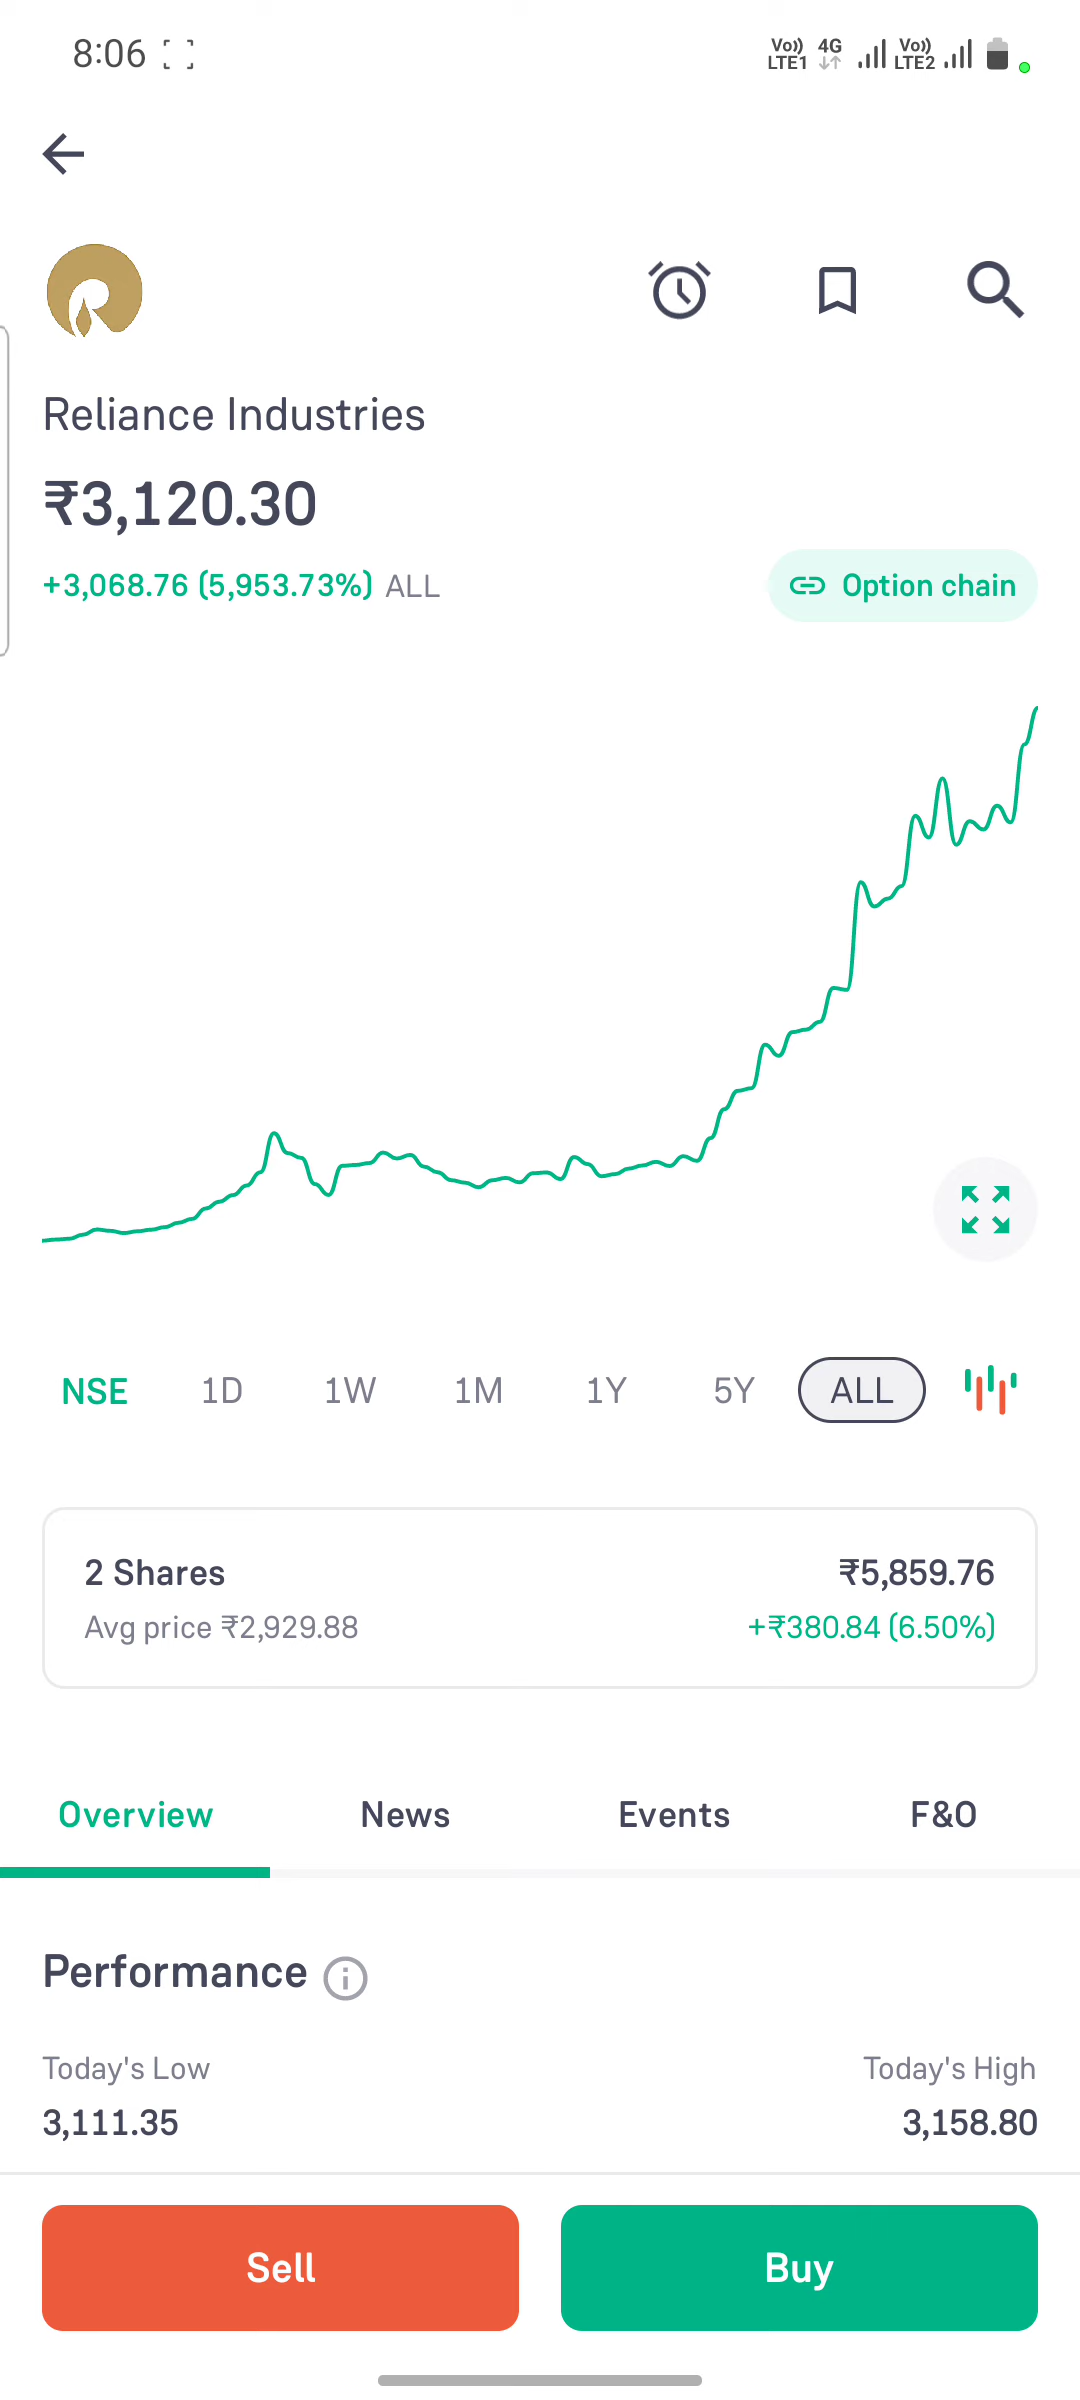 8:06
Vo)) 4G Vo))
LTE1 LTE2
Reliance Industries
₹3,120.30
+3,068.76 (5,953.73%) ALL
Option chain
NSE 1D 1W 1M 1Y 5Y ALL
2 Shares ₹5,859.76
Avg price ₹2,929.88 +₹380.84 (6.50%)
Overview News Events F&O
Performance
Today's Low Today's High
3,111.35 3,158.80
Sell Buy